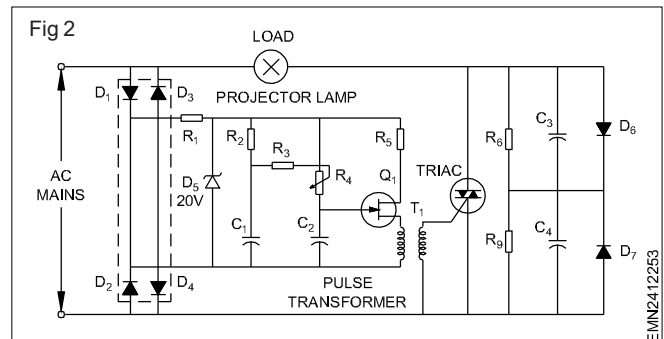 Fig 2
LOAD
PROJECTOR LAMP
D1
D3
R1
R2
R3
R4
R5
D5
20V
Q1
TRIAC
T1
R6
C3
D6
AC
MAINS
C1
C2
R9
C4
D7
D2
D4
PULSE
TRANSFORMER
EMN2412253